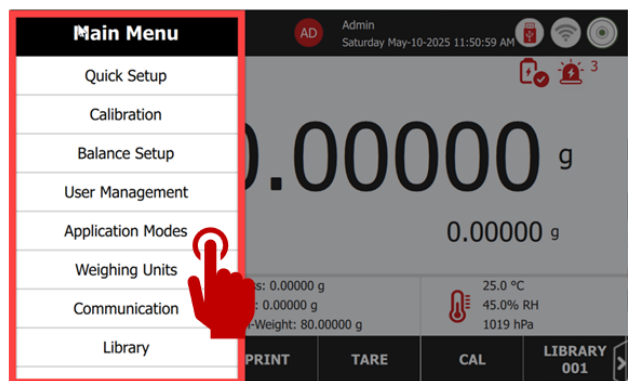 Main Menu
Quick Setup
Calibration
Balance Setup
User Management
Application Modes
Weighing Units
Communication
Library
AD
Admin
Saturday May-10-2025 11:50:59 AM
3
0.00000 g
0.00000 g
ss: 0.00000 g
: 0.00000 g
-Weight: 80.00000 g
25.0 °C
45.0% RH
1019 hPa
PRINT
TARE
CAL
LIBRARY
001